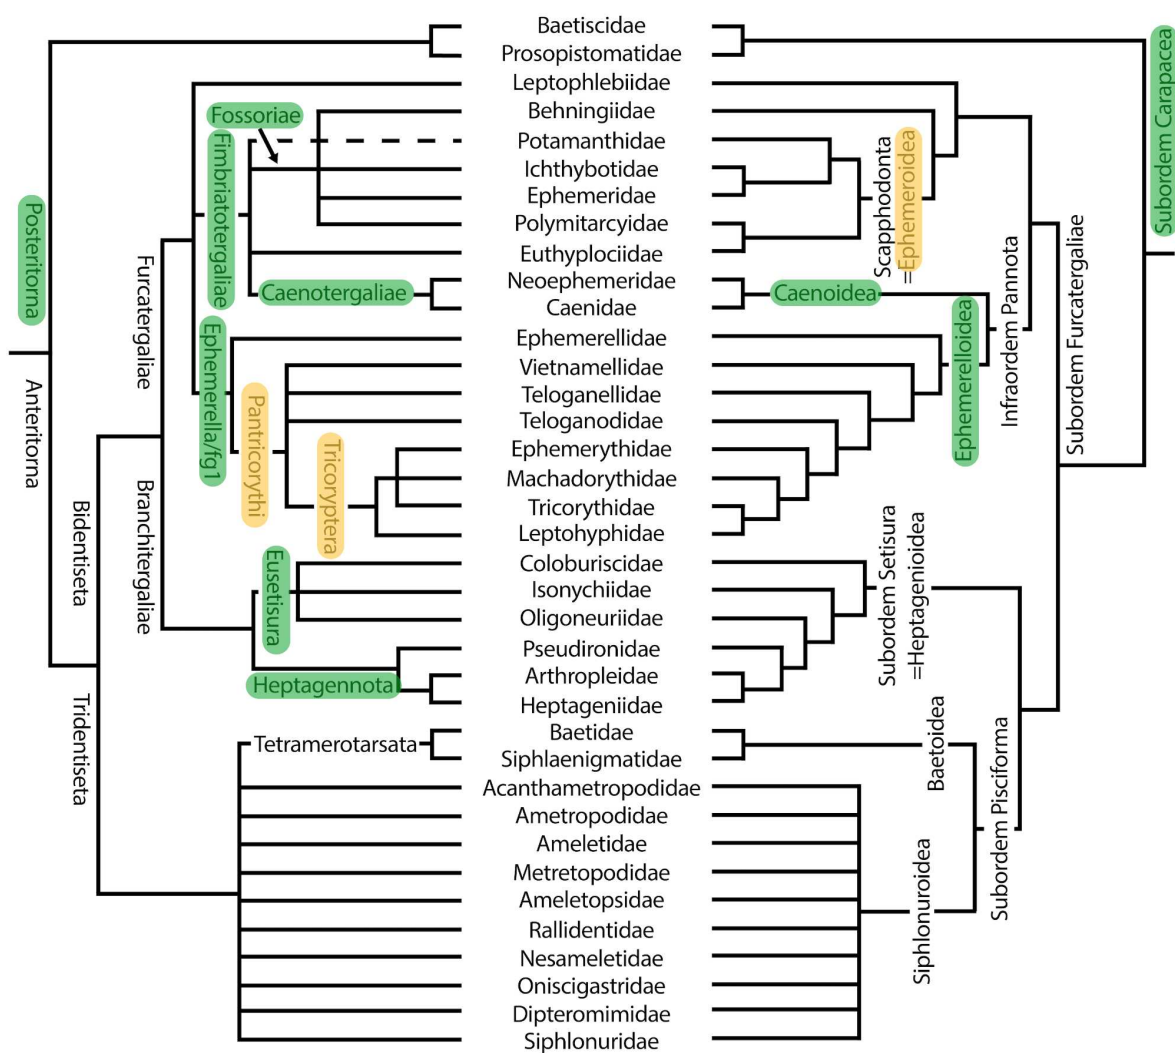 Baetiscidae
Prosopistomatidae
Leptophlebiidae
Behningiidae
Potamanthidae
Ichthybotidae
Ephemeridae
Polymitarcyidae
Euthyplociidae
Neoephemeridae
Caenidae
Ephemerellidae
Vietnamellidae
Teloganellidae
Teloganodidae
Ephemerythidae
Machadorythidae
Tricorythidae
Leptohyphidae
Coloburiscidae
Isonychiidae
Oligoneuriidae
Pseudironidae
Arthropleidae
Heptageniidae
Baetidae
Siphlaenigmatidae
Acanthametropodidae
Ametropodidae
Ameletidae
Metretopodidae
Ameletopsidae
Rallidentidae
Nesameletidae
Oniscigastridae
Dipteromimidae
Siphlonuridae
Posteritorna
Anteritorna
Bidentiseta
Tridentiseta
Furcatergaliae
Branchitergaliae
Fimbriatotergaliae
Fossoriae
Caenotergaliae
Ephemerella/fg1
Pantricorythi
Tricoryptera
Eusetisura
Heptagennota
Tetramerotarsata
Scapphodonta
=Ephemeroidea
Caenoidea
Ephemerelloidea
Infraordem Pannota
Subordem Furcatergaliae
Subordem Carapacea
Subordem Setisura
=Heptagenioidea
Baetoidea
Siphlonuroidea
Subordem Pisciforma